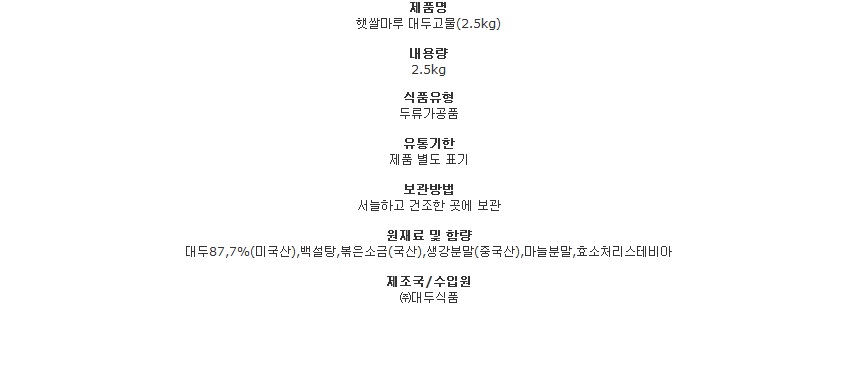 제품명
햇쌀마루 대두고물(2.5kg)
내용량
2.5kg
식품유형
두류가공품
유통기한
제품 별도 표기
보관방법
서늘하고 건조한 곳에 보관
원재료 및 함량
대두87,7%(미국산),백설탕,볶은소금(국산),생강분말(중국산),마늘분말,효소처리스테비아
제조국/수입원
㈜대두식품